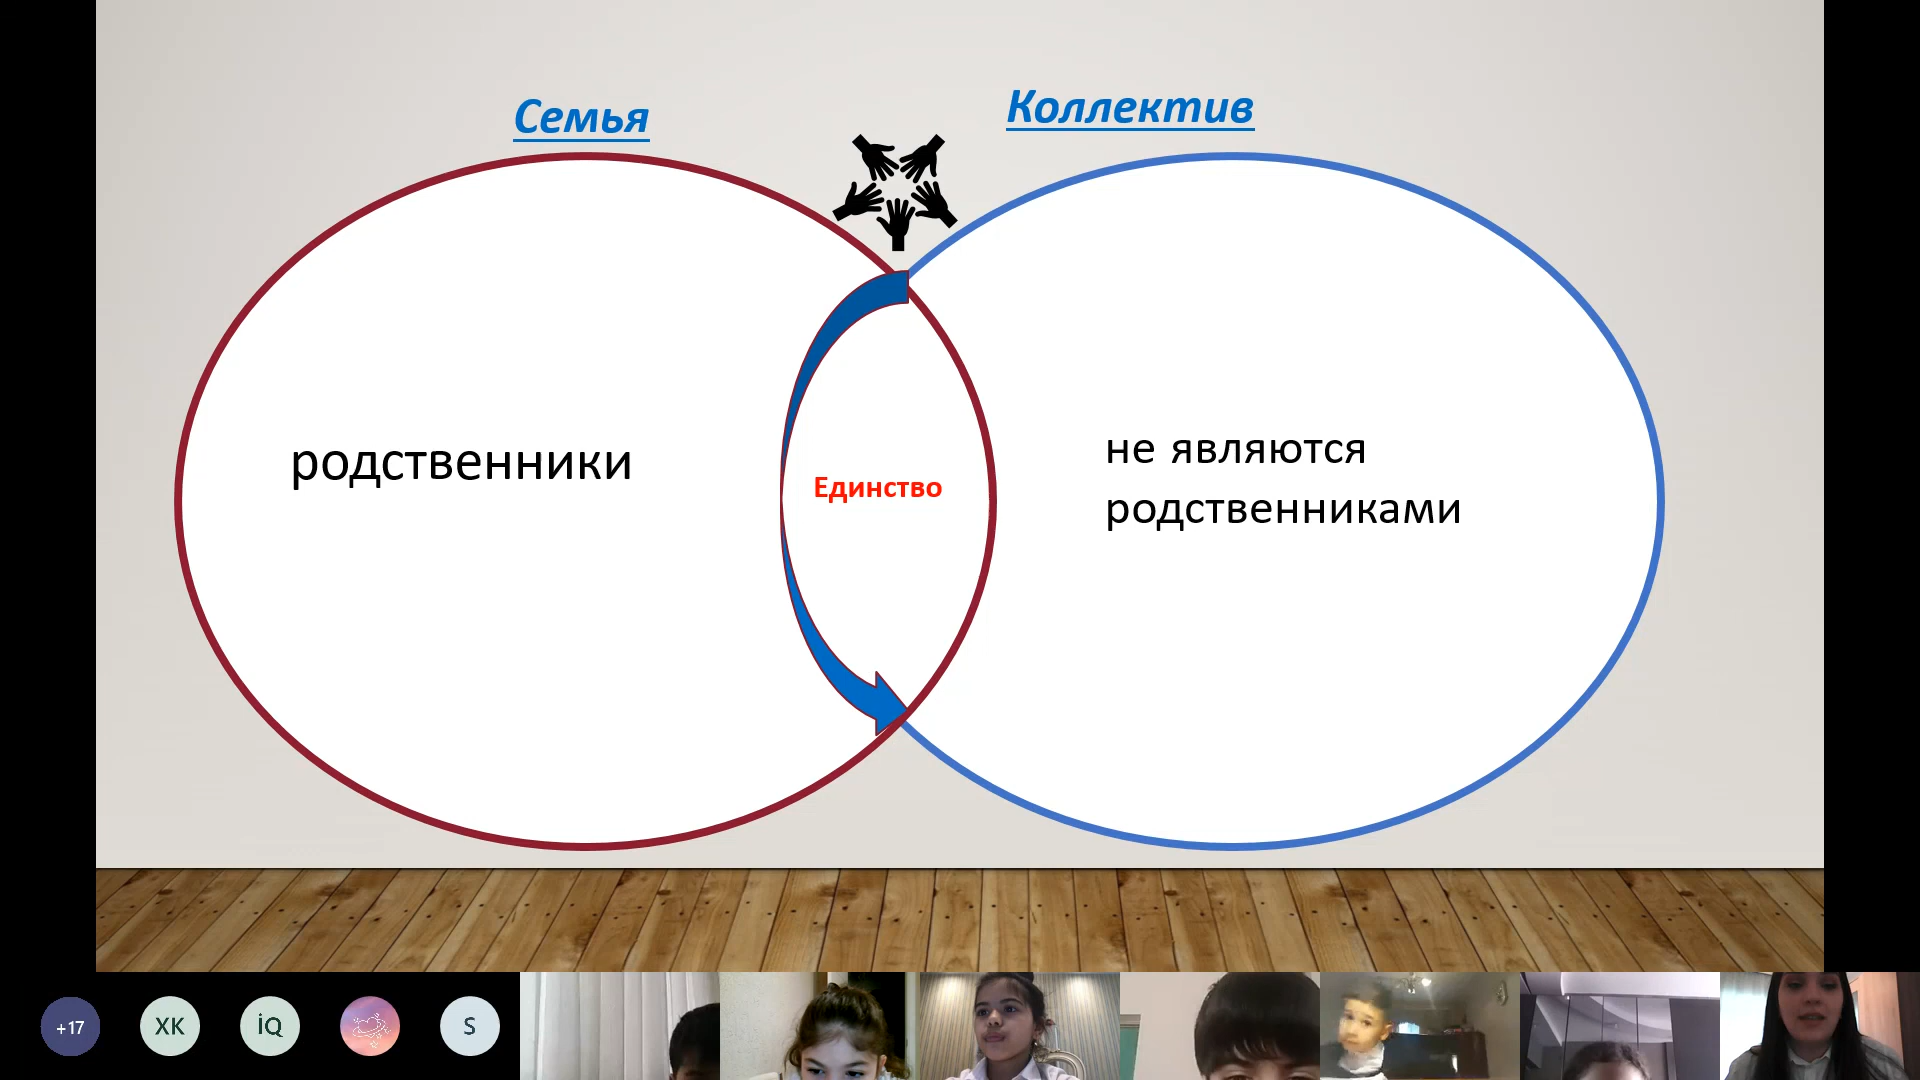 Семья
Коллектив
родственники
Единство
не являются
родственниками
+17
XK
İQ
S